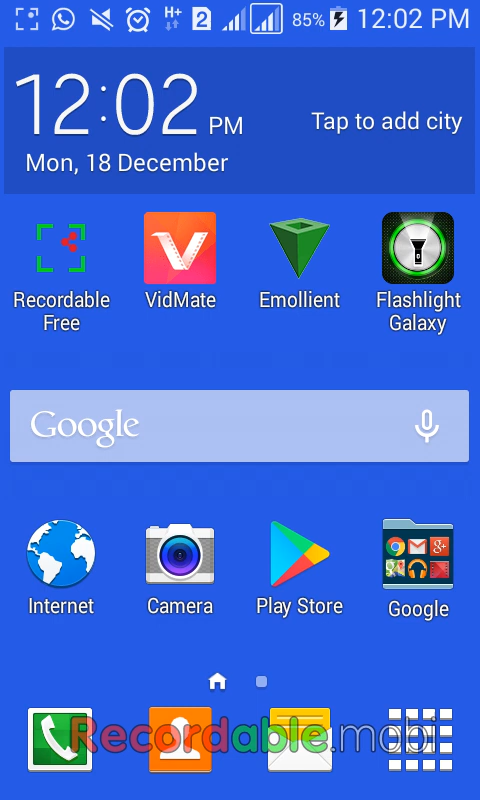 H+ 2 85% 12:02 PM
12:02 PM
Tap to add city
Mon, 18 December
Recordable Free
VidMate
Emollient
Flashlight Galaxy
Google
Internet
Camera
Play Store
Google
Recordable.mobi